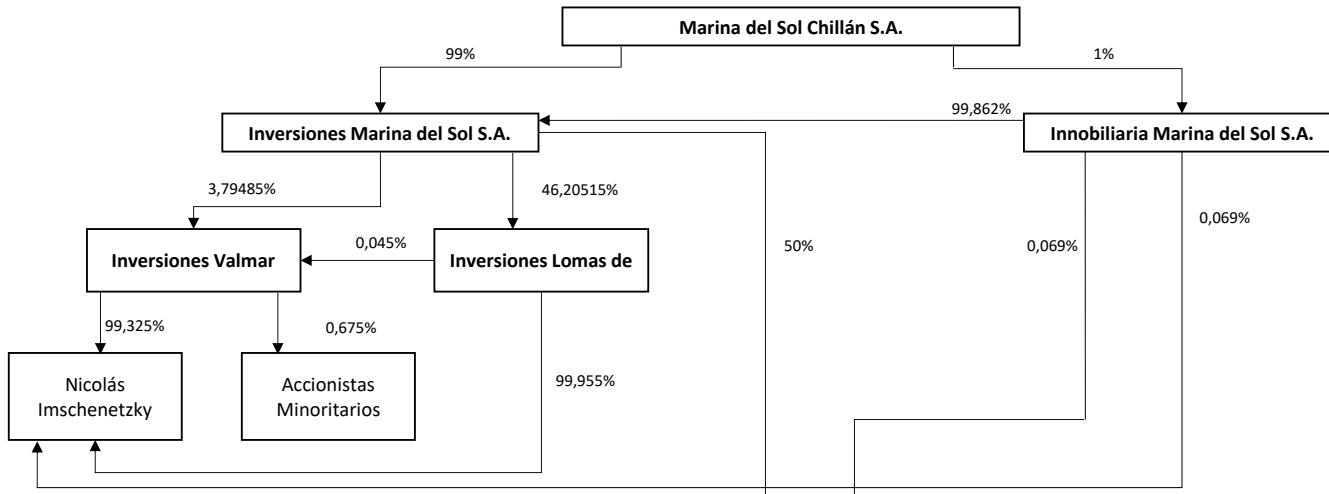 Marina del Sol Chillán S.A.
99%
1%
99,862%
Inversiones Marina del Sol S.A.
Innobiliaria Marina del Sol S.A.
3,79485%
46,20515%
0,069%
0,045%
50%
0,069%
Inversiones Valmar
Inversiones Lomas de
99,325%
0,675%
Nicolás
Imschenetzky
Accionistas
Minoritarios
99,955%